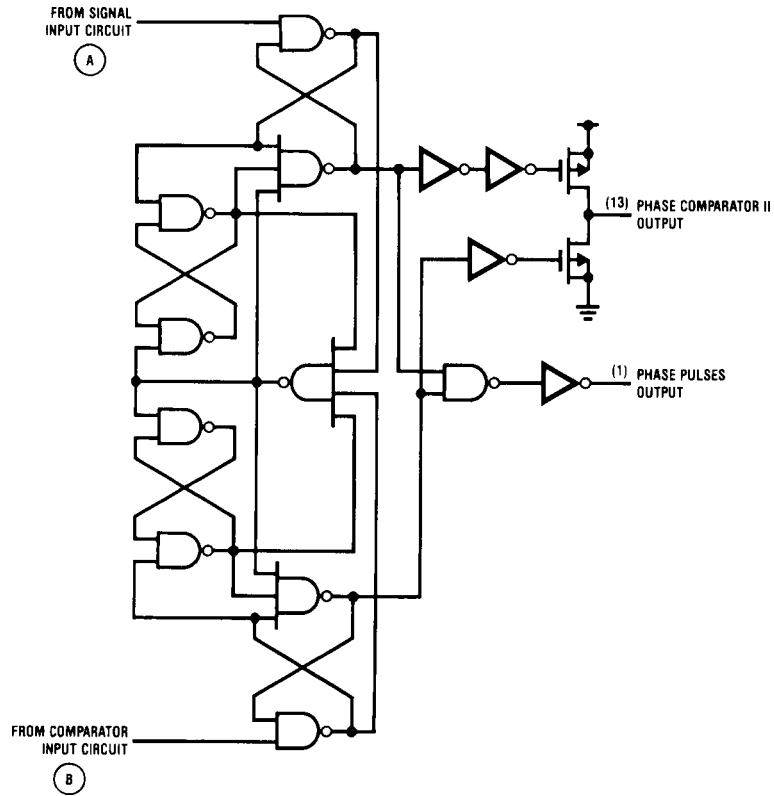 FROM SIGNAL
INPUT CIRCUIT
A
(13) PHASE COMPARATOR II
OUTPUT
(1) PHASE PULSES
OUTPUT
FROM COMPARATOR
INPUT CIRCUIT
B